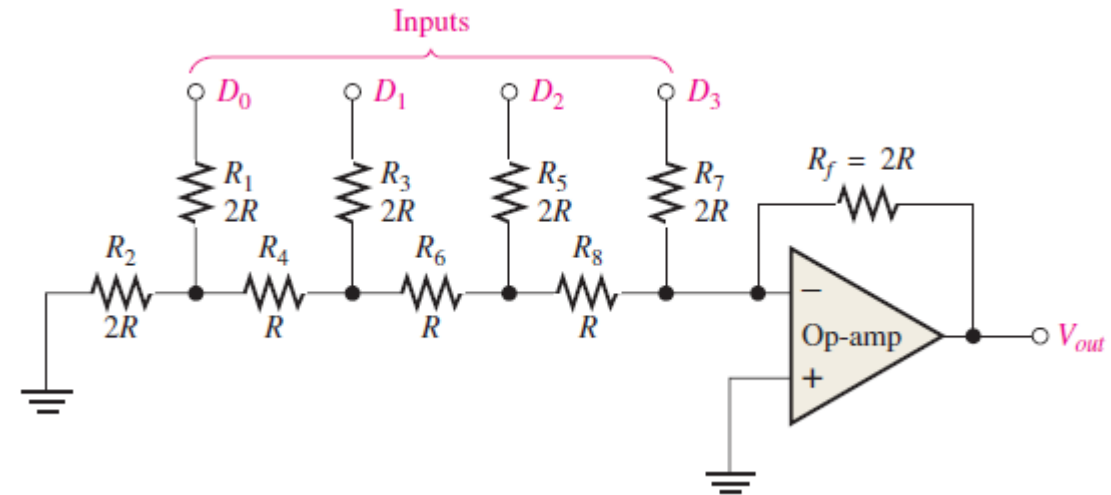 Inputs
D0 D1 D2 D3
R1 2R
R3 2R
R5 2R
R7 2R
Rf = 2R
R2 2R
R4 R
R6 R
R8 R
−
Op-amp
+
Vout